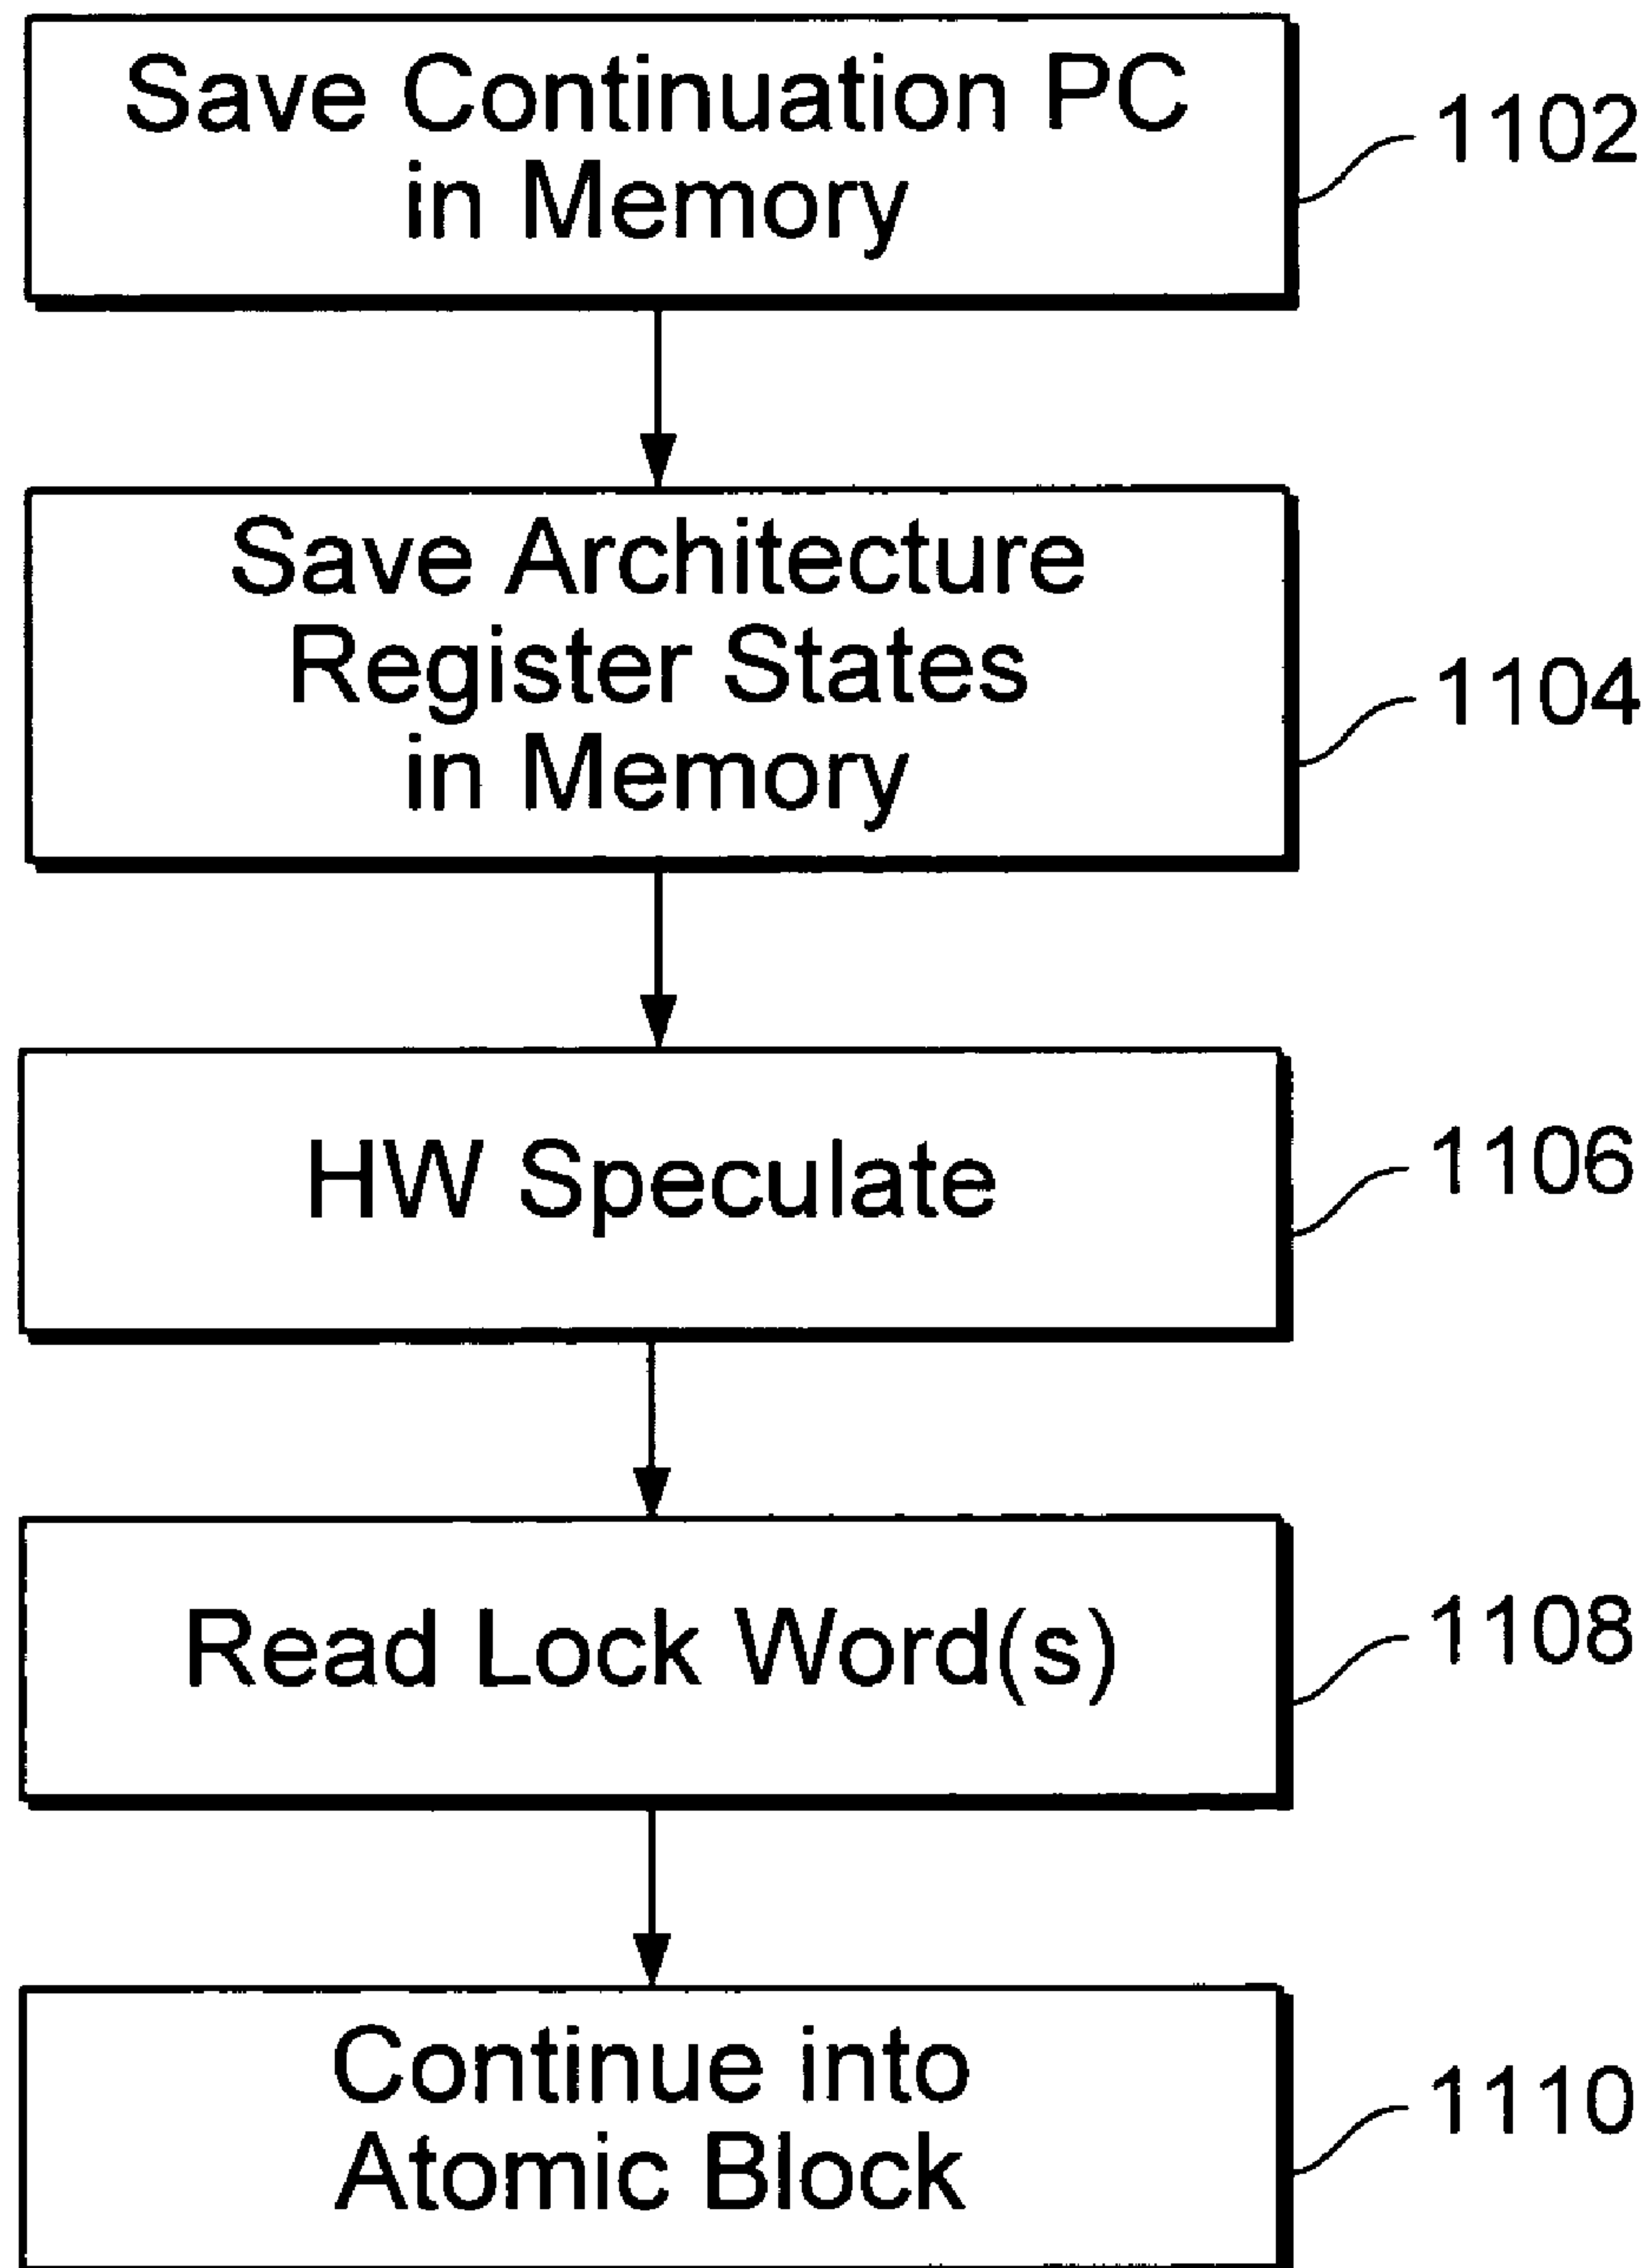 Save Continuation PC
in Memory
1102
Save Architecture
Register States
in Memory
1104
HW Speculate
1106
Read Lock Word(s)
1108
Continue into
Atomic Block
1110